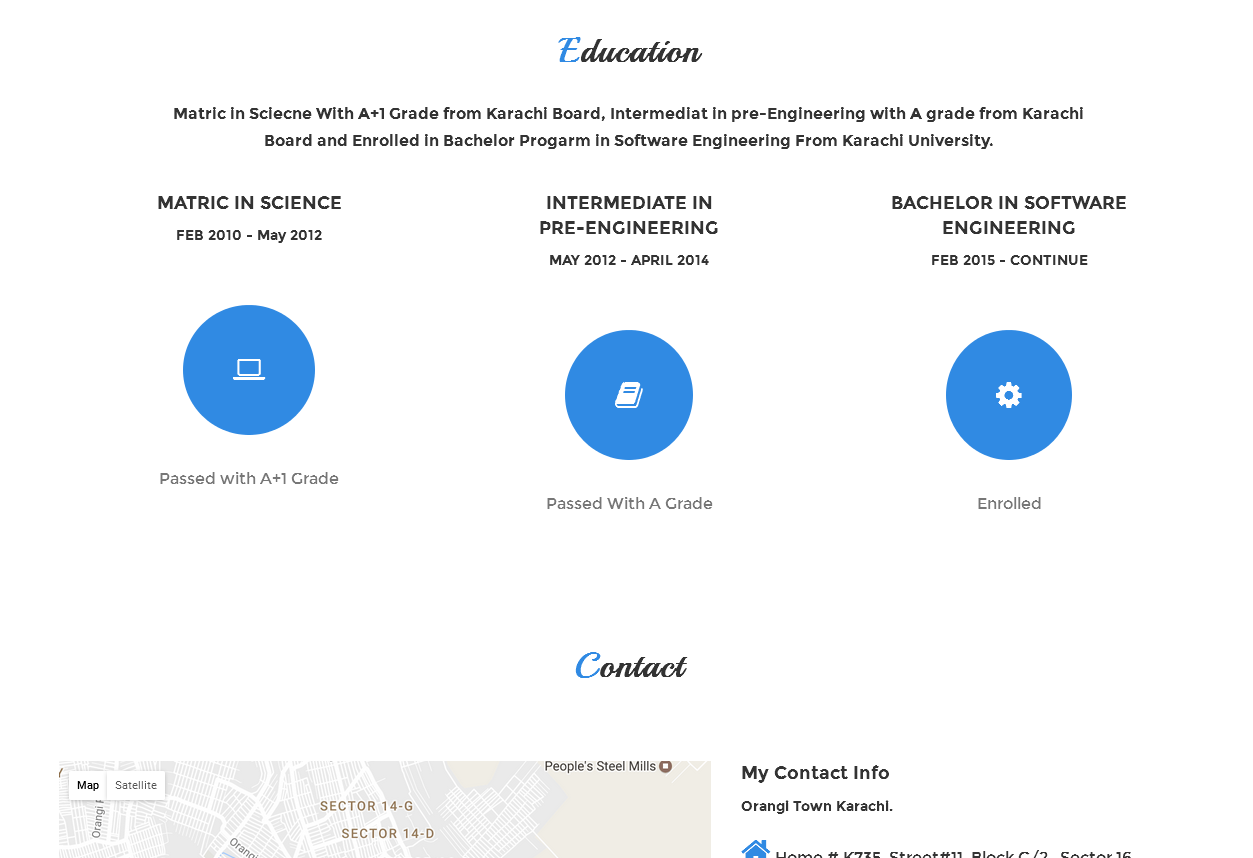 Education
Matric in Sciecne With A+1 Grade from Karachi Board, Intermediat in pre-Engineering with A grade from Karachi
Board and Enrolled in Bachelor Progarm in Software Engineering From Karachi University.
MATRIC IN SCIENCE
FEB 2010 - May 2012
Passed with A+1 Grade
INTERMEDIATE IN
PRE-ENGINEERING
MAY 2012 - APRIL 2014
Passed With A Grade
BACHELOR IN SOFTWARE
ENGINEERING
FEB 2015 - CONTINUE
Enrolled
Contact
Map Satellite
People's Steel Mills
SECTOR 14-G
SECTOR 14-D
Orangi
My Contact Info
Orangi Town Karachi.
Home # K735, Street#11, Block G/2, Sector 16